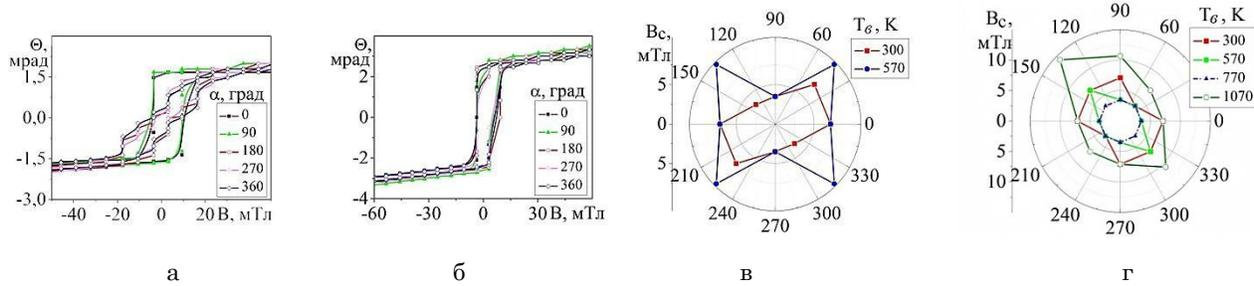 Θ,
мрад
1,5
0,0
-1,5
-3,0
-40 -20 0 20 В, мТл
α, град
0
90
180
270
360
а
Θ,
мрад
2
0
-2
-4
-60 -30 0 30 В, мТл
α, град
0
90
180
270
360
б
Вс,
мТл
5
0
5
90
120 60
150
0
210 330
240 300
270
Tв, K
300
570
в
Вс,
мТл
10
5
0
5
10
90
120 60
150
0
210 330
240 300
270
Tв, K
300
570
770
1070
г